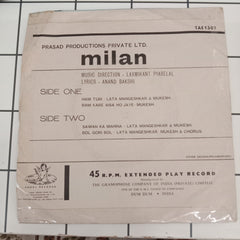 TAE1387
PRASAD PRODUCTIONS PRIVATE LTD.
milan
MUSIC DIRECTION - LAXMIKANT PYARELAL
LYRICS - ANAND BAKSHI
SIDE ONE
HUM TUM - LATA MANGESHKAR & MUKESH
RAM KARE AISA HO JAYE - MUKESH
SIDE TWO
SAWAN KA MAHINA - LATA MANGESHKAR & MUKESH
BOL GORI BOL - LATA MANGESHKAR MUKESH & CHORUS
45 R.P.M. EXTENDED PLAY RECORD
THE GRAMOPHONE COMPANY OF INDIA (PRIVATE) LIMITED
DUM DUM • INDIA